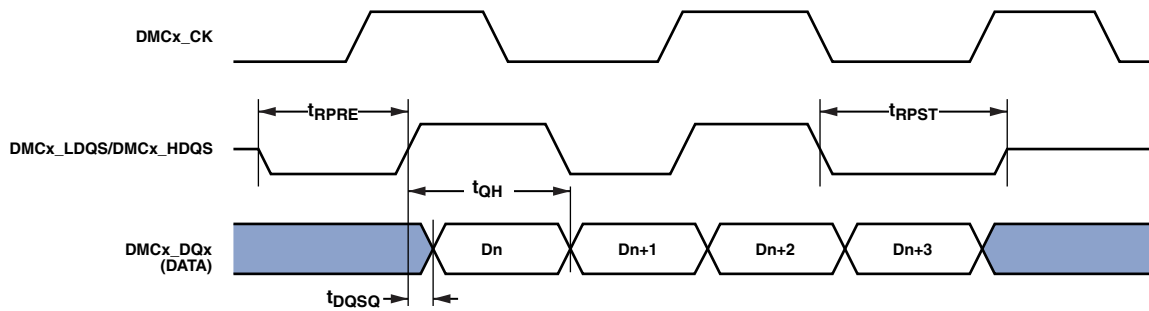 DMCx_CK
tRPRE
tRPST
DMCx_LDQS/DMCx_HDQS
tQH
DMCx_DQx
(DATA)
Dn
Dn+1
Dn+2
Dn+3
tDQSQ